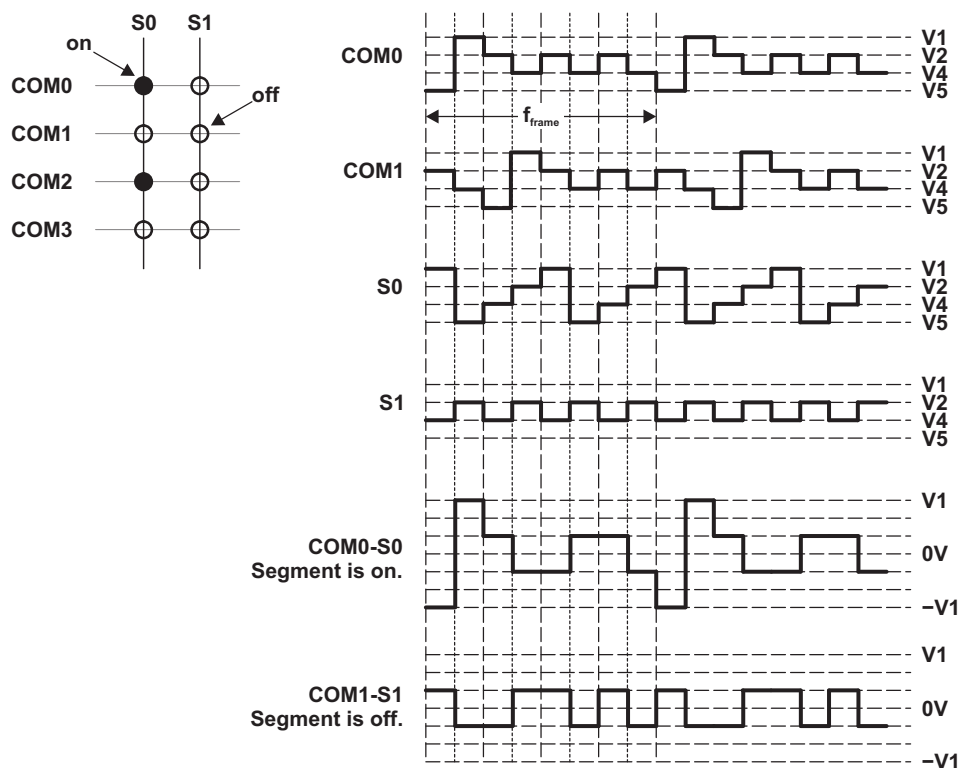 S0 S1
on
COM0
off
COM1
COM2
COM3
COM0
V1
V2
V4
V5
fframe
COM1
V1
V2
V4
V5
S0
V1
V2
V4
V5
S1
V1
V2
V4
V5
COM0-S0
Segment is on.
V1
0V
−V1
COM1-S1
Segment is off.
V1
0V
−V1